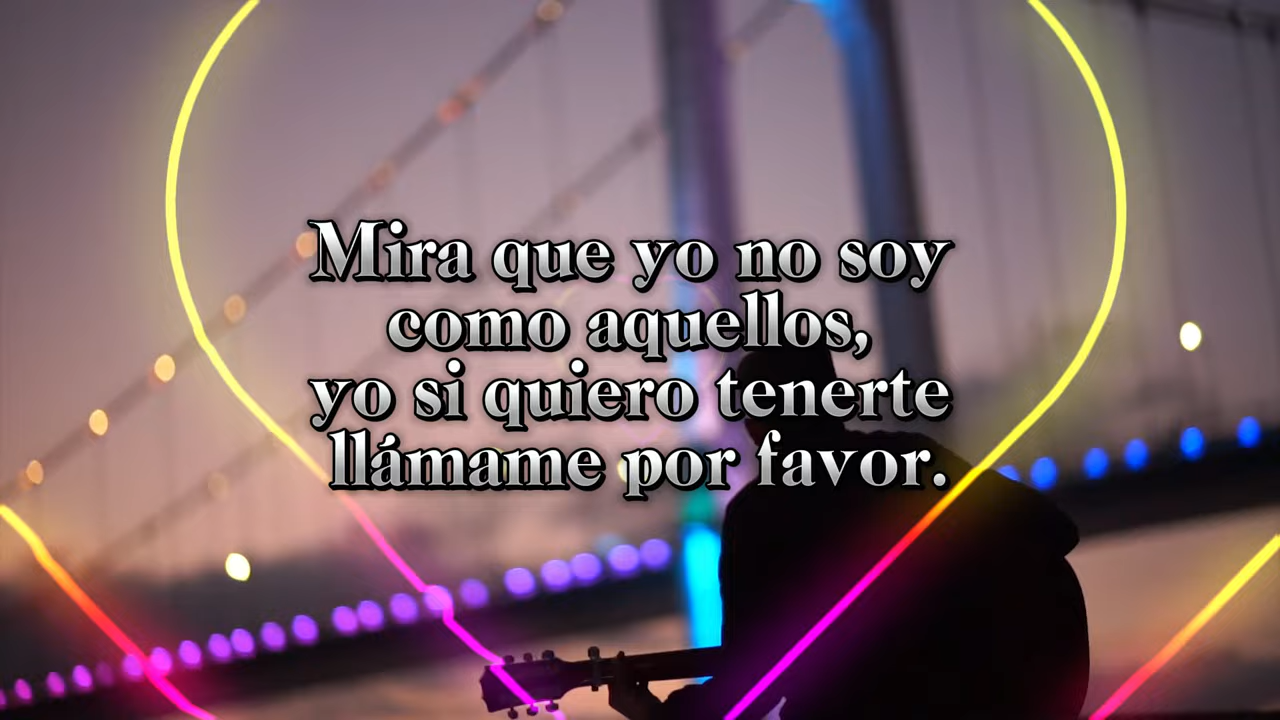 Mira que yo no soy
como aquellos,
yo si quiero tenerte
llámame por favor.